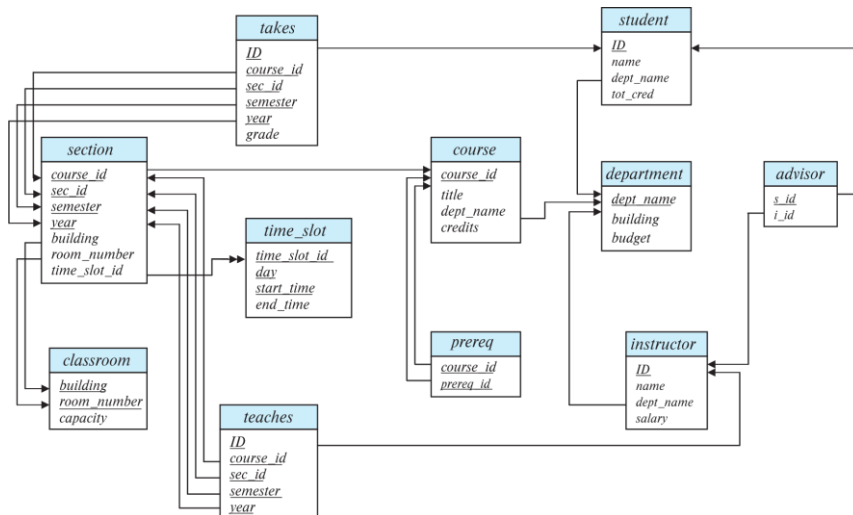 takes
ID
course_id
sec_id
semester
year
grade
student
ID
name
dept_name
tot_cred
section
course_id
sec_id
semester
year
building
room_number
time_slot_id
course
course_id
title
dept_name
credits
department
dept_name
building
budget
advisor
s_id
i_id
time_slot
time_slot_id
day
start_time
end_time
prereq
course_id
prereq_id
instructor
ID
name
dept_name
salary
classroom
building
room_number
capacity
teaches
ID
course_id
sec_id
semester
year